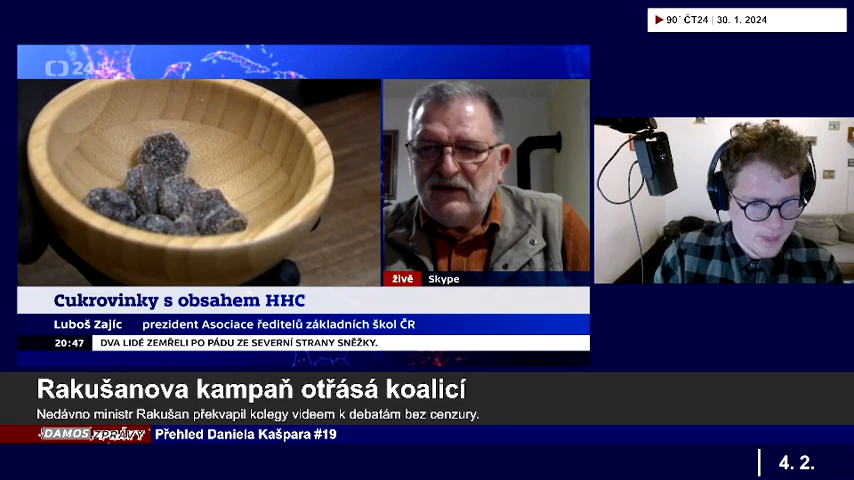 90´ ČT24 | 30. 1. 2024
24
živě Skype
Cukrovinky s obsahem HHC
Luboš Zajíc prezident Asociace ředitelů základních škol ČR
20:47 DVA LIDÉ ZEMŘELI PO PÁDU ZE SEVERNÍ STRANY SNĚŽKY.
Rakušanova kampaň otřásá koalicí
Nedávno ministr Rakušan překvapil kolegy videem k debatám bez cenzury.
DAMOS ZPRÁVY Přehled Daniela Kašpara #19
4. 2.